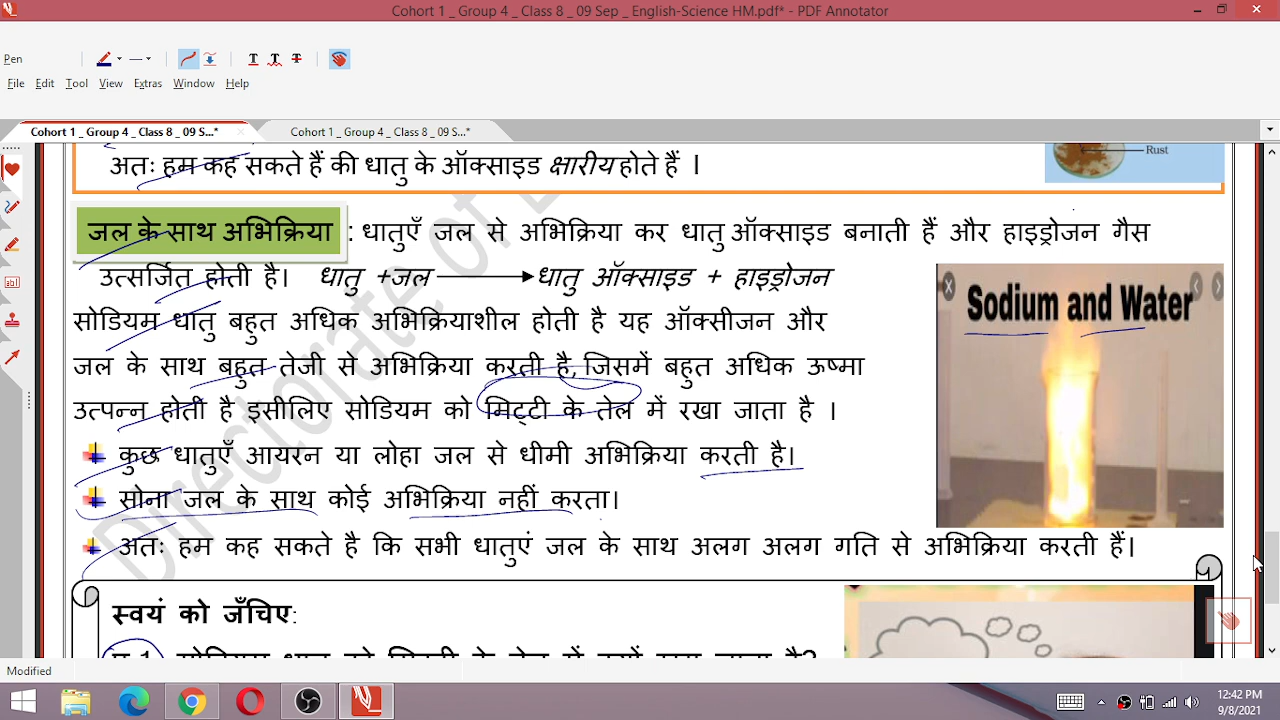 Cohort 1 _ Group 4 _ Class 8 _ 09 Sep _ English-Science HM.pdf* - PDF Annotator
Pen
File Edit Tool View Extras Window Help
Cohort 1 _ Group 4 _ Class 8 _ 09 S...* Cohort 1 _ Group 4 _ Class 8 _ 09 S...*
अतः हम कह सकते हैं की धातु के ऑक्साइड क्षारीय होते हैं ।
Rust
जल के साथ अभिक्रिया : धातुएँ जल से अभिक्रिया कर धातु ऑक्साइड बनाती हैं और हाइड्रोजन गैस
उत्सर्जित होती है। धातु +जल ⟶ धातु ऑक्साइड + हाइड्रोजन
Sodium and Water
सोडियम धातु बहुत अधिक अभिक्रियाशील होती है यह ऑक्सीजन और
जल के साथ बहुत तेजी से अभिक्रिया करती है, जिसमें बहुत अधिक ऊष्मा
उत्पन्न होती है इसीलिए सोडियम को मिट्टी के तेल में रखा जाता है ।
कुछ धातुएँ आयरन या लोहा जल से धीमी अभिक्रिया करती है।
सोना जल के साथ कोई अभिक्रिया नहीं करता।
अतः हम कह सकते है कि सभी धातुएं जल के साथ अलग अलग गति से अभिक्रिया करती हैं।
Directorate of
स्वयं को जँचिए:
Modified
12:42 PM
9/8/2021